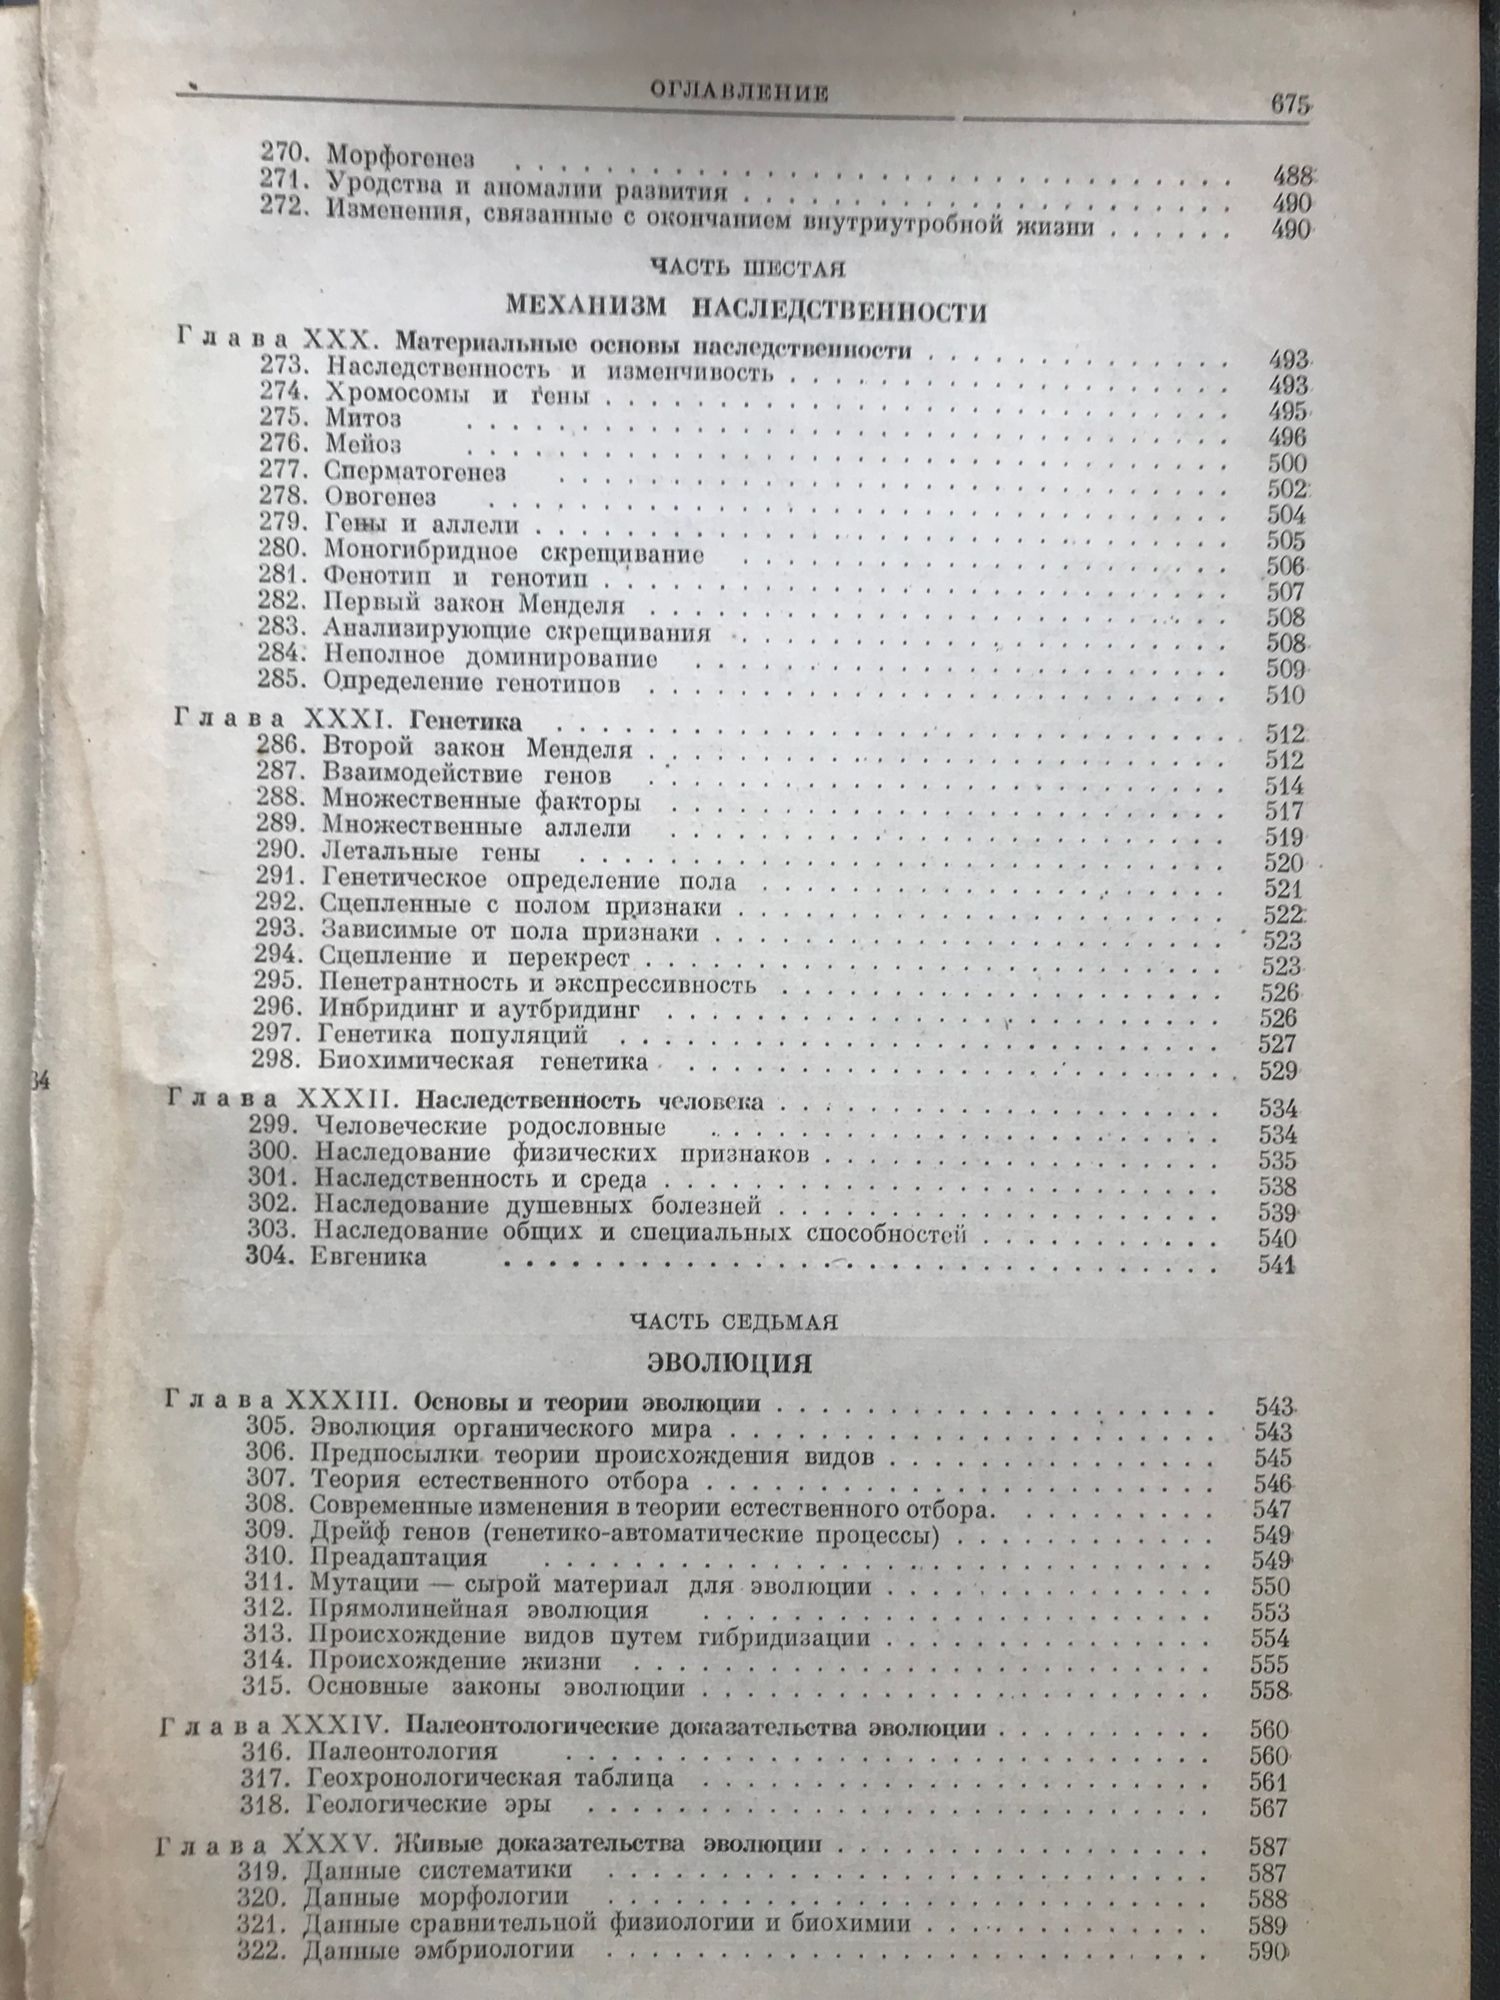 ОГЛАВЛЕНИЕ 675
270. Морфогенез . . . . . 488
271. Уродства и аномалии развития . . . . . 490
272. Изменения, связанные с окончанием внутриутробной жизни . . . . . 490
ЧАСТЬ ШЕСТАЯ
МЕХАНИЗМ НАСЛЕДСТВЕННОСТИ
Глава XXX. Материальные основы наследственности . . . . . 493
273. Наследственность и изменчивость . . . . . 493
274. Хромосомы и гены . . . . . 495
275. Митоз . . . . . 496
276. Мейоз . . . . . 500
277. Сперматогенез . . . . . 502
278. Овогенез . . . . . 504
279. Гены и аллели . . . . . 505
280. Моногибридное скрещивание . . . . . 506
281. Фенотип и генотип . . . . . 507
282. Первый закон Менделя . . . . . 508
283. Анализирующие скрещивания . . . . . 508
284. Неполное доминирование . . . . . 509
285. Определение генотипов . . . . . 510
Глава XXXI. Генетика . . . . . 512
286. Второй закон Менделя . . . . . 512
287. Взаимодействие генов . . . . . 514
288. Множественные факторы . . . . . 517
289. Множественные аллели . . . . . 519
290. Летальные гены . . . . . 520
291. Генетическое определение пола . . . . . 521
292. Сцепленные с полом признаки . . . . . 522
293. Зависимые от пола признаки . . . . . 523
294. Сцепление и перекрест . . . . . 523
295. Пенетрантность и экспрессивность . . . . . 526
296. Инбридинг и аутбридинг . . . . . 526
297. Генетика популяций . . . . . 527
298. Биохимическая генетика . . . . . 529
Глава XXXII. Наследственность человека . . . . . 534
299. Человеческие родословные . . . . . 534
300. Наследование физических признаков . . . . . 535
301. Наследственность и среда . . . . . 538
302. Наследование душевных болезней . . . . . 539
303. Наследование общих и специальных способностей . . . . . 540
304. Евгеника . . . . . 541
ЧАСТЬ СЕДЬМАЯ
ЭВОЛЮЦИЯ
Глава XXXIII. Основы и теории эволюции . . . . . 543
305. Эволюция органического мира . . . . . 543
306. Предпосылки теории происхождения видов . . . . . 545
307. Теория естественного отбора . . . . . 546
308. Современные изменения в теории естественного отбора. . . . . . 547
309. Дрейф генов (генетико-автоматические процессы) . . . . . 549
310. Преадаптация . . . . . 549
311. Мутации — сырой материал для эволюции . . . . . 550
312. Прямолинейная эволюция . . . . . 553
313. Происхождение видов путем гибридизации . . . . . 554
314. Происхождение жизни . . . . . 555
315. Основные законы эволюции . . . . . 558
Глава XXXIV. Палеонтологические доказательства эволюции . . . . . 560
316. Палеонтология . . . . . 560
317. Геохронологическая таблица . . . . . 561
318. Геологические эры . . . . . 567
Глава XXXV. Живые доказательства эволюции . . . . . 587
319. Данные систематики . . . . . 587
320. Данные морфологии . . . . . 588
321. Данные сравнительной физиологии и биохимии . . . . . 589
322. Данные эмбриологии . . . . . 590